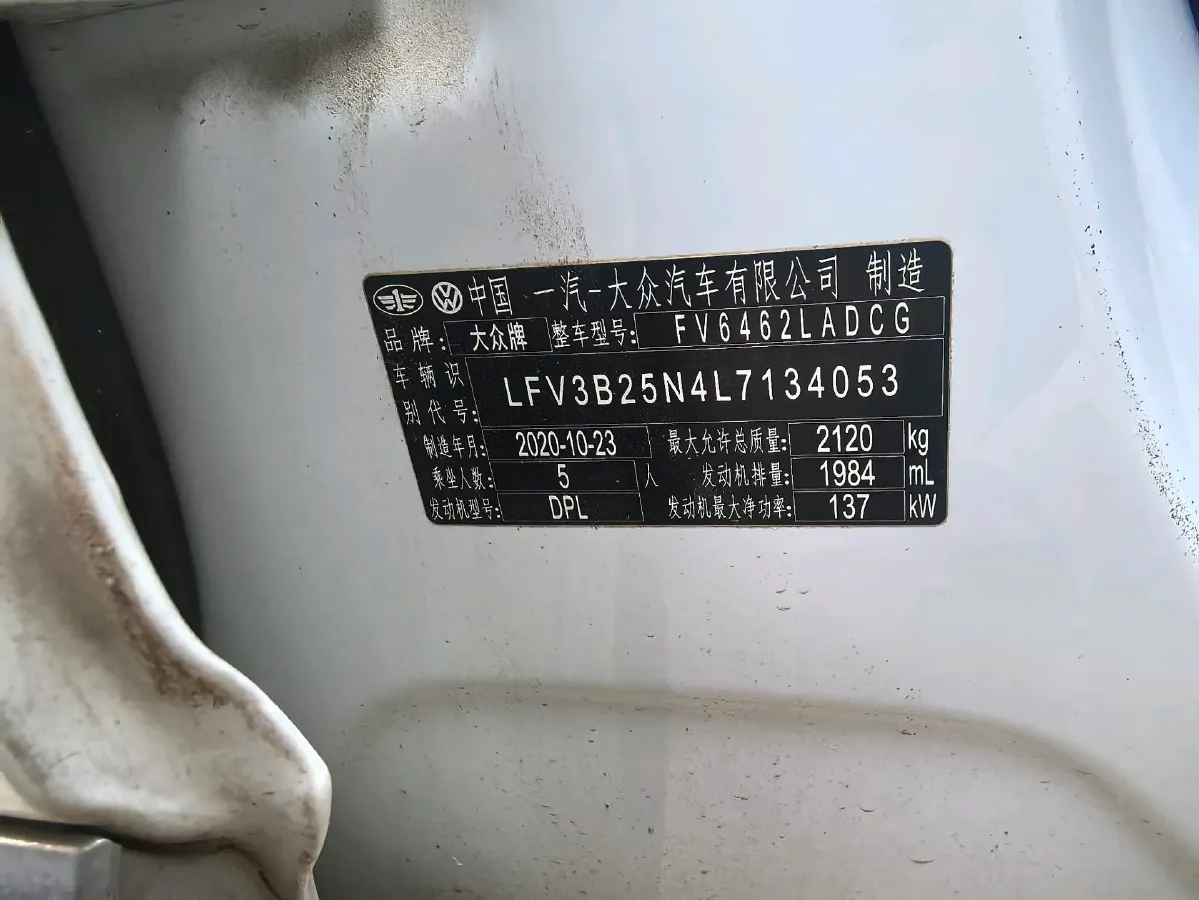 中国 一汽-大众汽车有限公司 制造
品牌: 大众牌 整车型号: FV6462LADCG
车辆识
别代号: LFV3B25N4L7134053
制造年月: 2020-10-23 最大允许总质量: 2120 kg
乘坐人数: 5 人 发动机排量: 1984 mL
发动机型号: DPL 发动机最大净功率: 137 kW